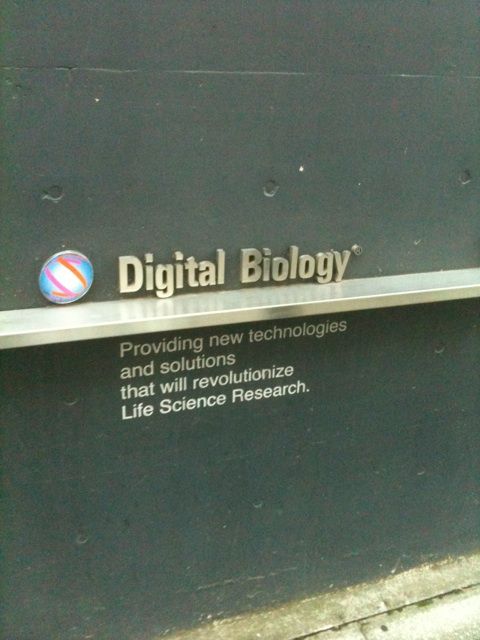 Digital Biology®
Providing new technologies
and solutions
that will revolutionize
Life Science Research.